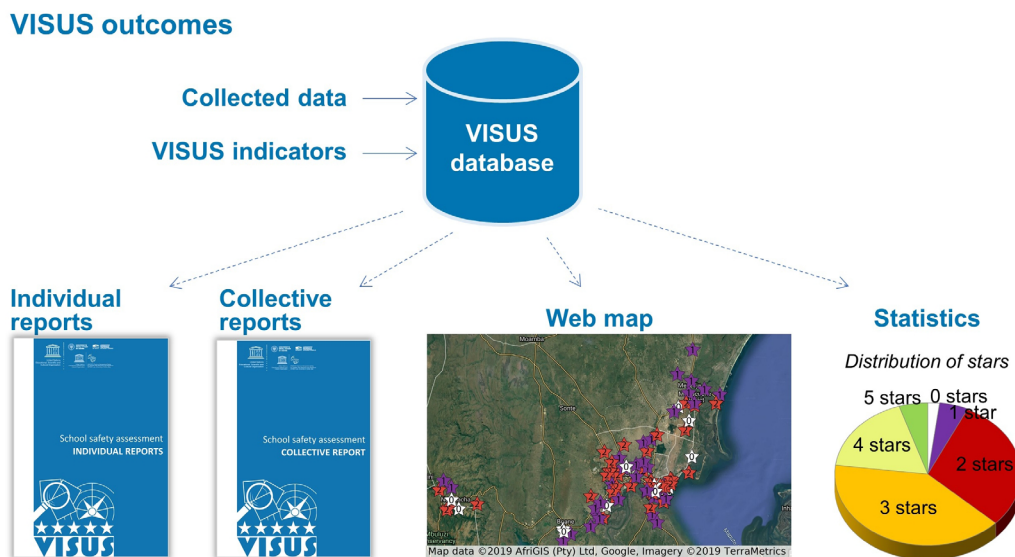 VISUS outcomes
Collected data
VISUS indicators
VISUS
database
Individual
reports
Collective
reports
Web map
Statistics
School safety assessment
INDIVIDUAL REPORTS
VISUS
School safety assessment
COLLECTIVE REPORT
VISUS
Moamba
Sonte
Map data ©2019 AfriGIS (Pty) Ltd, Google, Imagery ©2019 TerraMetrics
Distribution of stars
5 stars
0 stars
1 star
4 stars
2 stars
3 stars